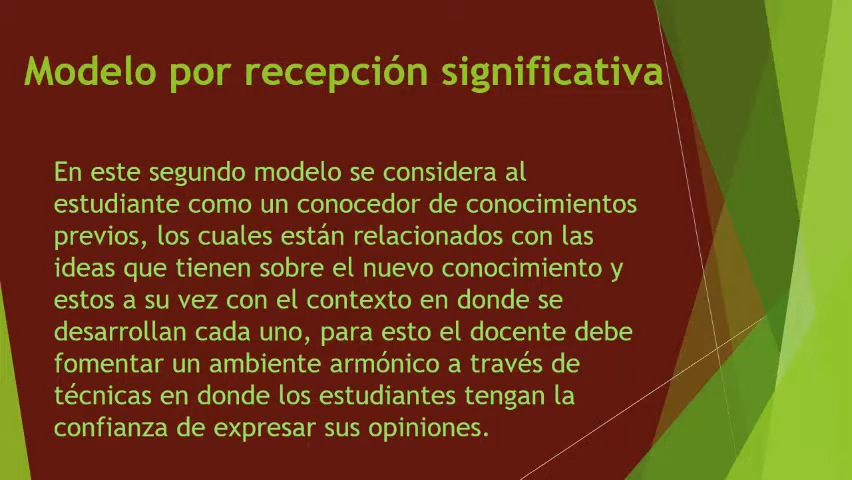 Modelo por recepción significativa
En este segundo modelo se considera al
estudiante como un conocedor de conocimientos
previos, los cuales están relacionados con las
ideas que tienen sobre el nuevo conocimiento y
estos a su vez con el contexto en donde se
desarrollan cada uno, para esto el docente debe
fomentar un ambiente armónico a través de
técnicas en donde los estudiantes tengan la
confianza de expresar sus opiniones.